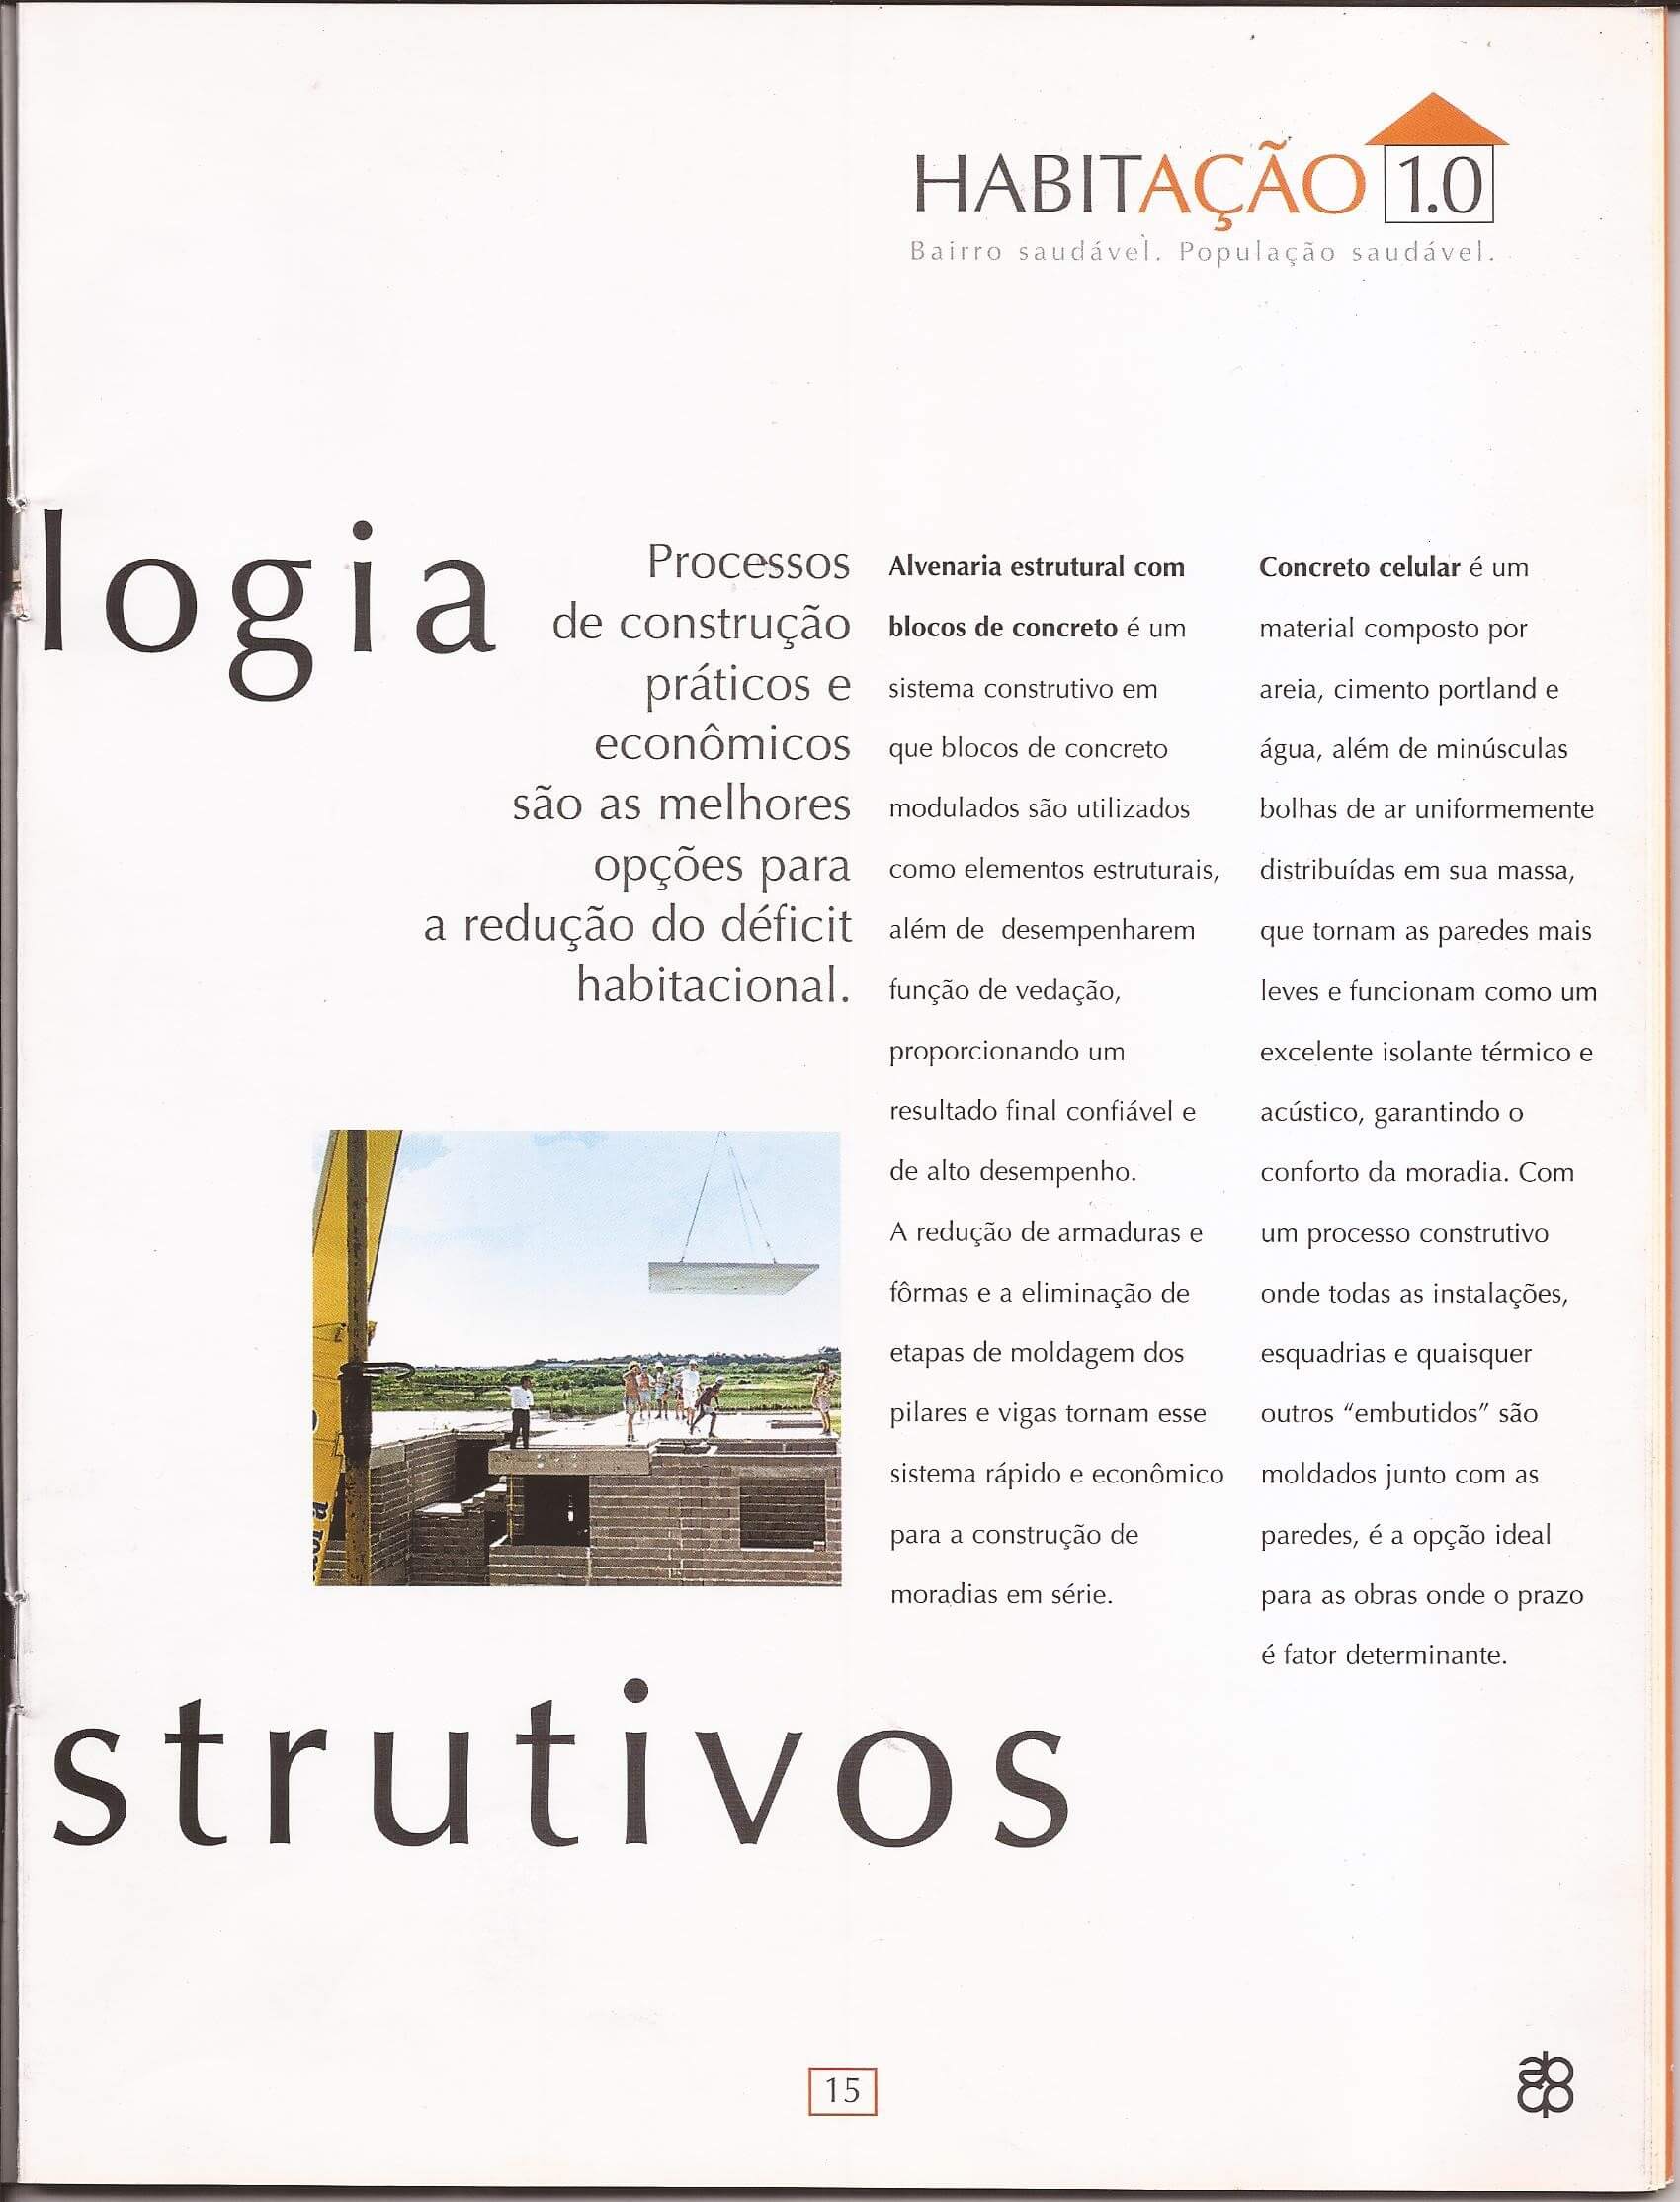 HABITAÇÃO 1.0
Bairro saudável. População saudável.
logia
Processos
de construção
práticos e
econômicos
são as melhores
opções para
a redução do déficit
habitacional.
Alvenaria estrutural com
blocos de concreto é um
sistema construtivo em
que blocos de concreto
modulados são utilizados
como elementos estruturais,
além de desempenharem
função de vedação,
proporcionando um
resultado final confiável e
de alto desempenho.
A redução de armaduras e
fôrmas e a eliminação de
etapas de moldagem dos
pilares e vigas tornam esse
sistema rápido e econômico
para a construção de
moradias em série.
Concreto celular é um
material composto por
areia, cimento portland e
água, além de minúsculas
bolhas de ar uniformemente
distribuídas em sua massa,
que tornam as paredes mais
leves e funcionam como um
excelente isolante térmico e
acústico, garantindo o
conforto da moradia. Com
um processo construtivo
onde todas as instalações,
esquadrias e quaisquer
outros “embutidos” são
moldados junto com as
paredes, é a opção ideal
para as obras onde o prazo
é fator determinante.
strutivos
15
abcp